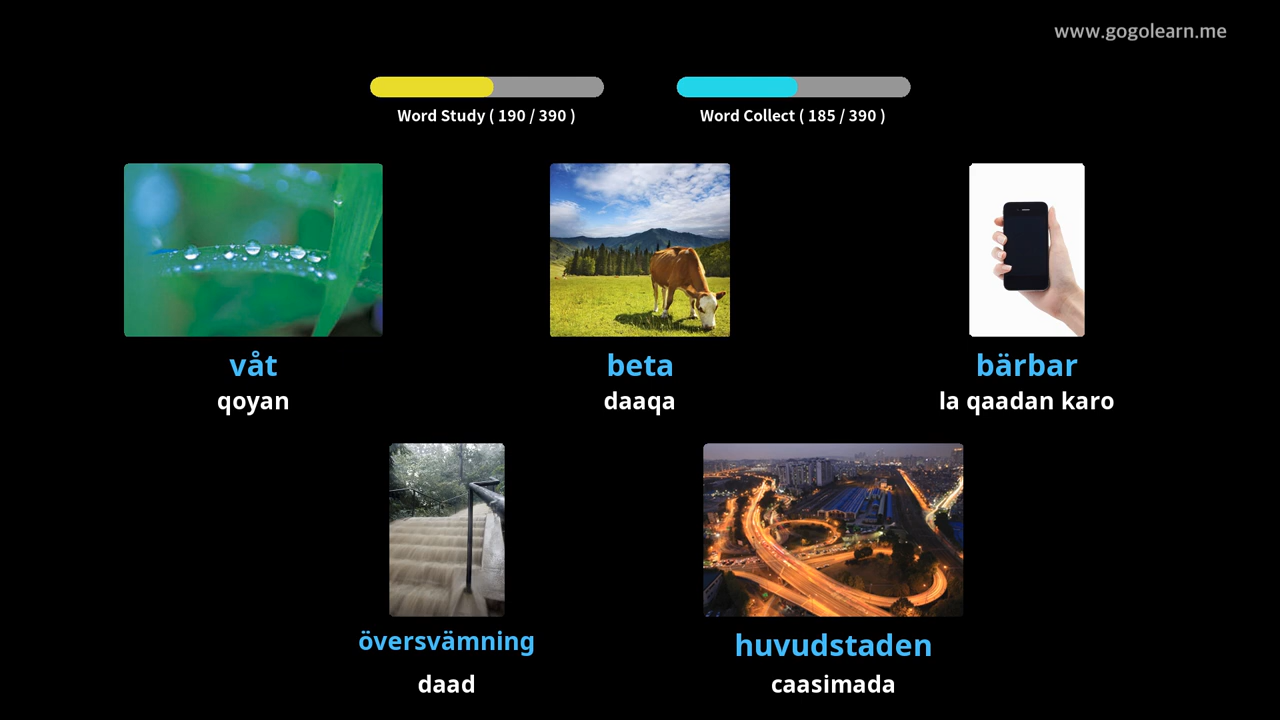 www.gogolearn.me
Word Study ( 190 / 390 )
Word Collect ( 185 / 390 )
våt
qoyan
beta
daaqa
bärbar
la qaadan karo
översvämning
daad
huvudstaden
caasimada